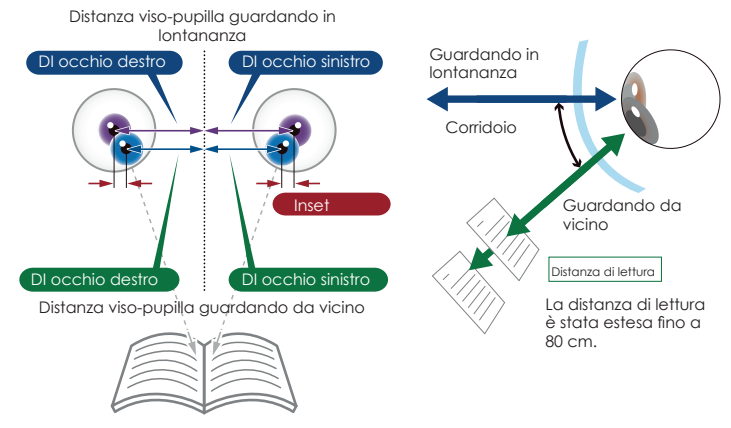 Distanza viso-pupilla guardando in
lontananza
DI occhio destro
DI occhio sinistro
Inset
DI occhio destro
DI occhio sinistro
Distanza viso-pupilla guardando da vicino
Guardando in
lontananza
Corridoio
Guardando da
vicino
Distanza di lettura
La distanza di lettura
è stata estesa fino a
80 cm.